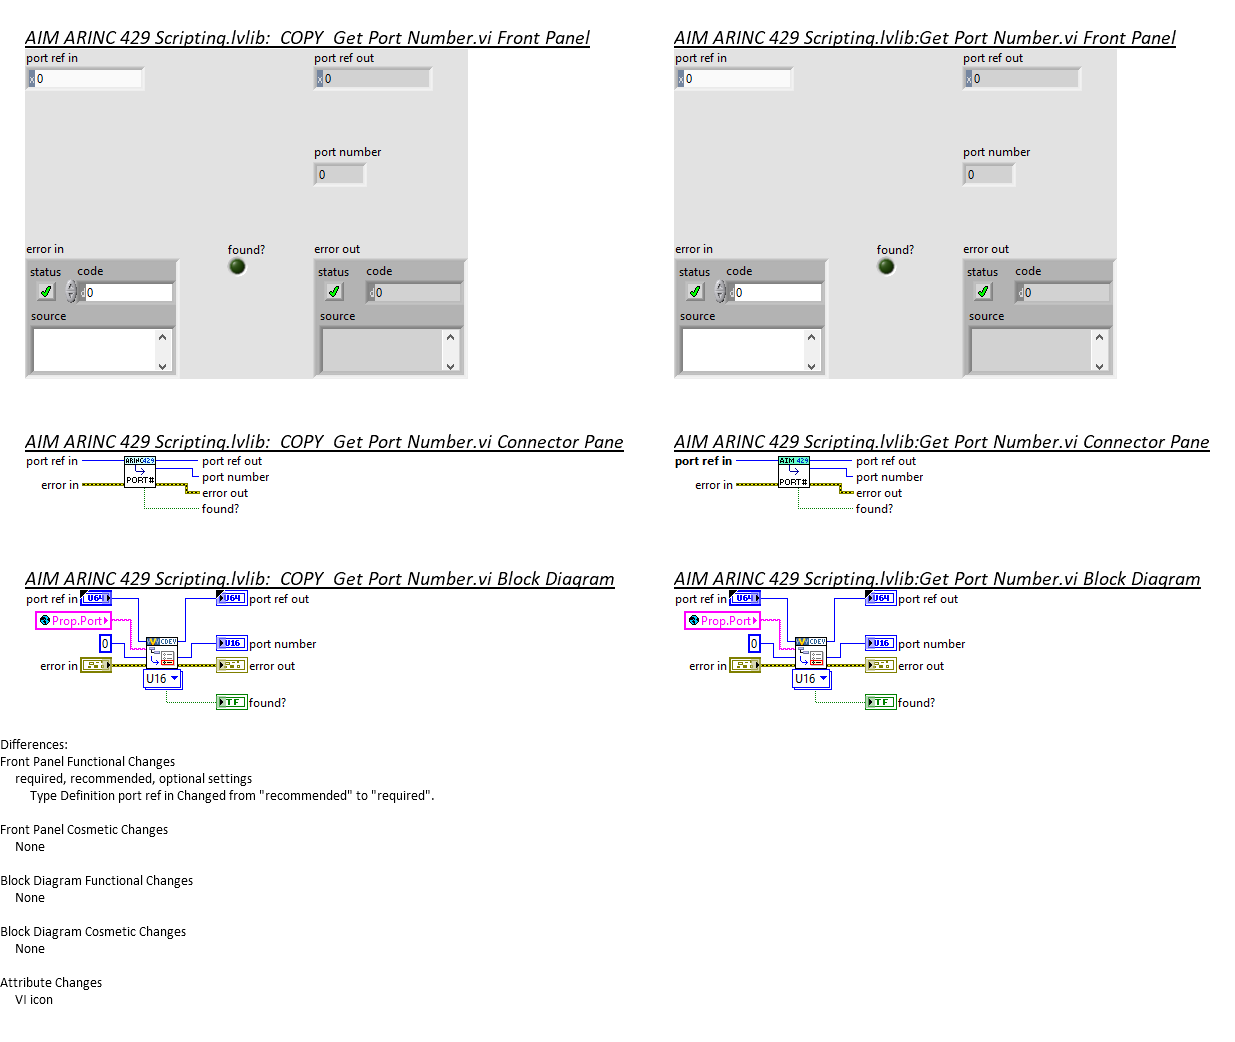 AIM ARINC 429 Scripting.lvlib:_COPY_Get Port Number.vi Front Panel
port ref in
port ref out
x 0
x 0
port number
0
error in
found?
error out
status
code
status
code
d 0
d 0
source
source
AIM ARINC 429 Scripting.lvlib:Get Port Number.vi Front Panel
port ref in
port ref out
x 0
x 0
port number
0
error in
found?
error out
status
code
status
code
d 0
d 0
source
source
AIM ARINC 429 Scripting.lvlib:_COPY_Get Port Number.vi Connector Pane
port ref in
ARINC429
PORT#
port ref out
port number
error in
error out
found?
AIM ARINC 429 Scripting.lvlib:Get Port Number.vi Connector Pane
port ref in
AIM 429
PORT#
port ref out
port number
error in
error out
found?
AIM ARINC 429 Scripting.lvlib:_COPY_Get Port Number.vi Block Diagram
port ref in
U64
U64
port ref out
Prop.Port
0
CDEV
U16
port number
error in
error out
U16
TF
found?
AIM ARINC 429 Scripting.lvlib:Get Port Number.vi Block Diagram
port ref in
U64
U64
port ref out
Prop.Port
0
CDEV
U16
port number
error in
error out
U16
TF
found?
Differences:
Front Panel Functional Changes
required, recommended, optional settings
Type Definition port ref in Changed from "recommended" to "required".
Front Panel Cosmetic Changes
None
Block Diagram Functional Changes
None
Block Diagram Cosmetic Changes
None
Attribute Changes
VI icon